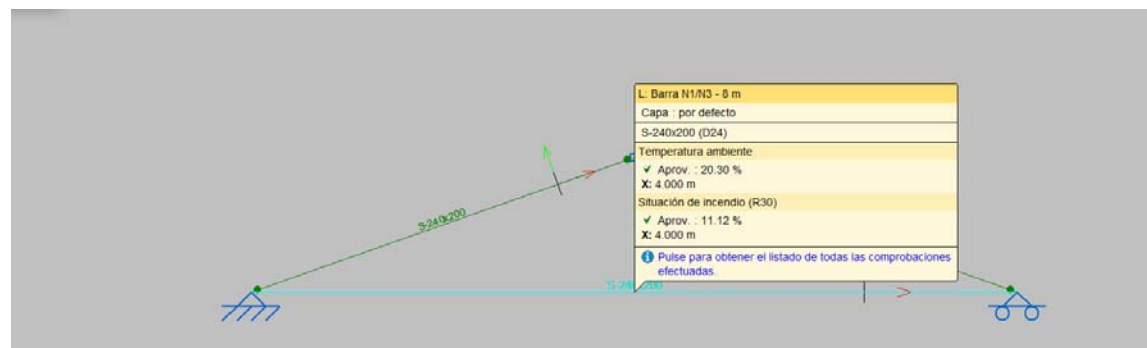 L: Barra N1/N3 - 8 m
Capa : por defecto
S-240x200 (D24)
Temperatura ambiente
✓ Aprov. : 20.30 %
X: 4.000 m
Situación de incendio (R30)
✓ Aprov. : 11.12 %
X: 4.000 m
Pulse para obtener el listado de todas las comprobaciones
efectuadas.
S-240x200